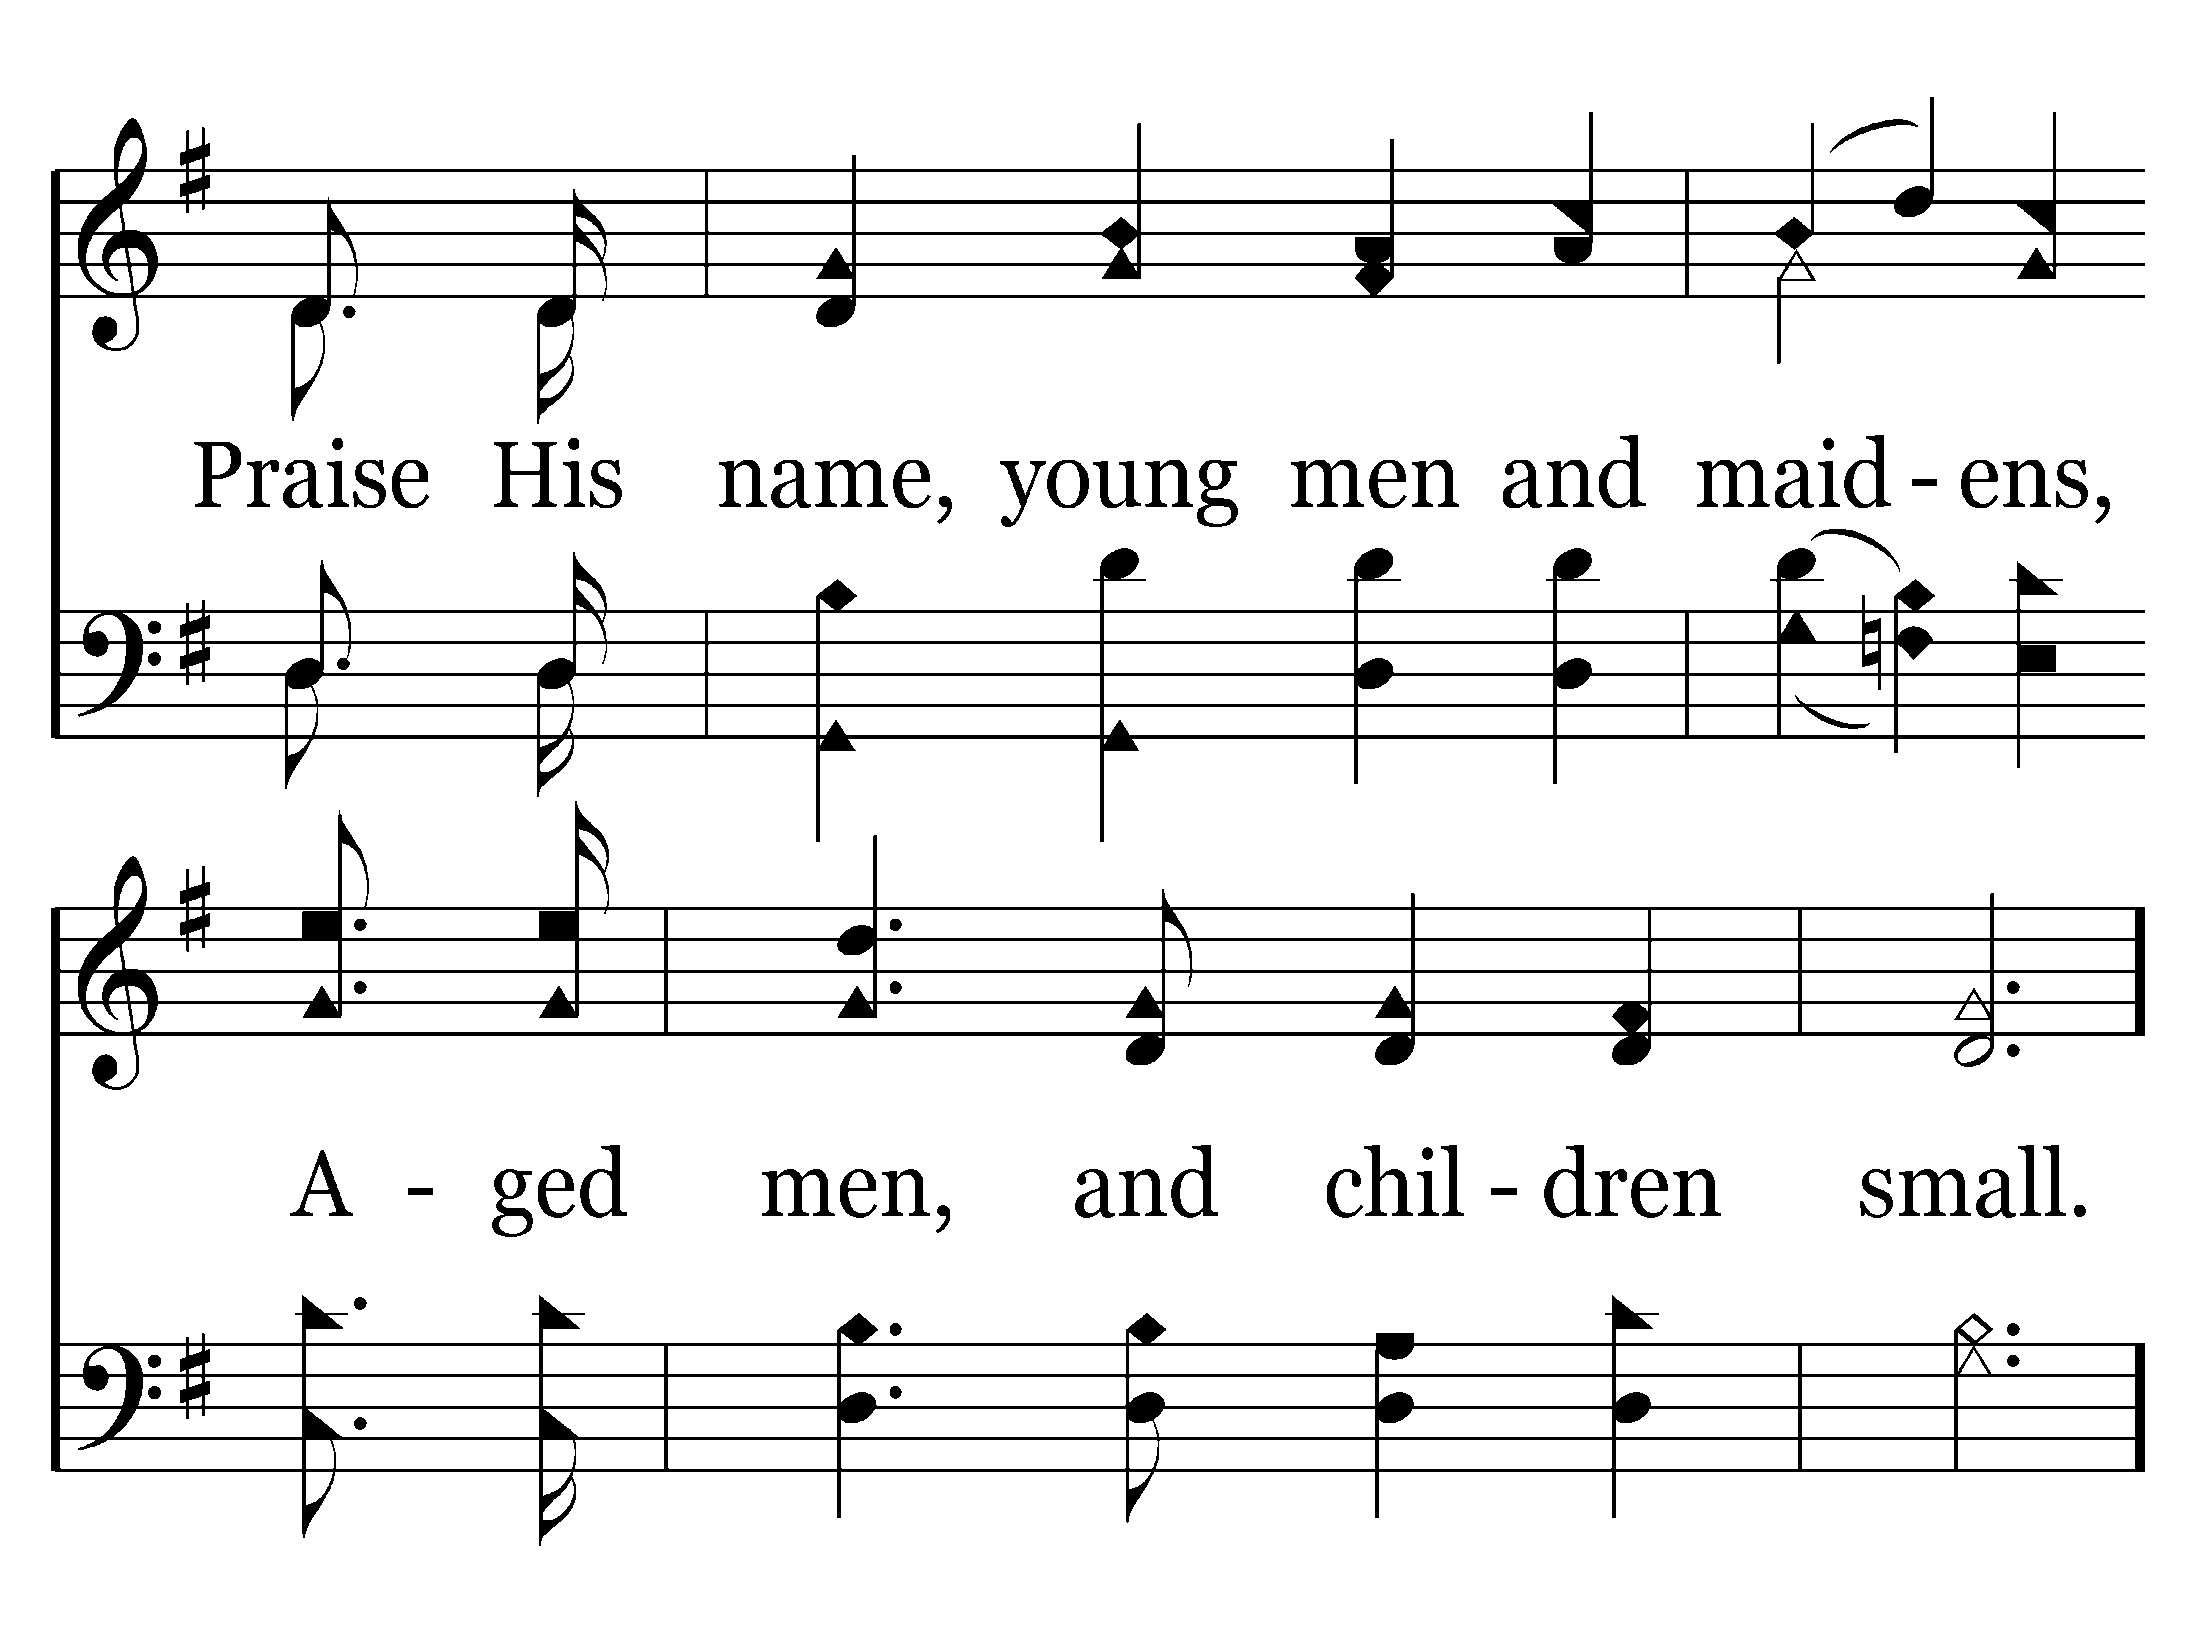 Praise His name, young men and maid - ens,
A - ged men, and chil - dren small.